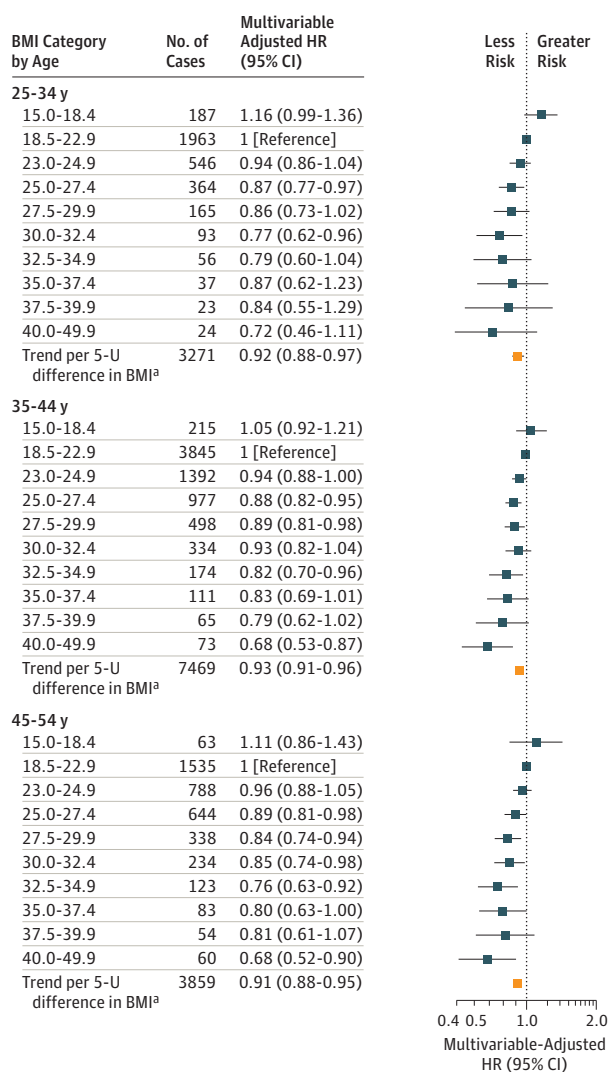 BMI Category by Age No. of Cases Multivariable Adjusted HR (95% CI) Less Risk Greater Risk
25-34 y
15.0-18.4 187 1.16 (0.99-1.36)
18.5-22.9 1963 1 [Reference]
23.0-24.9 546 0.94 (0.86-1.04)
25.0-27.4 364 0.87 (0.77-0.97)
27.5-29.9 165 0.86 (0.73-1.02)
30.0-32.4 93 0.77 (0.62-0.96)
32.5-34.9 56 0.79 (0.60-1.04)
35.0-37.4 37 0.87 (0.62-1.23)
37.5-39.9 23 0.84 (0.55-1.29)
40.0-49.9 24 0.72 (0.46-1.11)
Trend per 5-U 3271 0.92 (0.88-0.97)
difference in BMIa
35-44 y
15.0-18.4 215 1.05 (0.92-1.21)
18.5-22.9 3845 1 [Reference]
23.0-24.9 1392 0.94 (0.88-1.00)
25.0-27.4 977 0.88 (0.82-0.95)
27.5-29.9 498 0.89 (0.81-0.98)
30.0-32.4 334 0.93 (0.82-1.04)
32.5-34.9 174 0.82 (0.70-0.96)
35.0-37.4 111 0.83 (0.69-1.01)
37.5-39.9 65 0.79 (0.62-1.02)
40.0-49.9 73 0.68 (0.53-0.87)
Trend per 5-U 7469 0.93 (0.91-0.96)
difference in BMIa
45-54 y
15.0-18.4 63 1.11 (0.86-1.43)
18.5-22.9 1535 1 [Reference]
23.0-24.9 788 0.96 (0.88-1.05)
25.0-27.4 644 0.89 (0.81-0.98)
27.5-29.9 338 0.84 (0.74-0.94)
30.0-32.4 234 0.85 (0.74-0.98)
32.5-34.9 123 0.76 (0.63-0.92)
35.0-37.4 83 0.80 (0.63-1.00)
37.5-39.9 54 0.81 (0.61-1.07)
40.0-49.9 60 0.68 (0.52-0.90)
Trend per 5-U 3859 0.91 (0.88-0.95)
difference in BMIa
0.4 0.5 1.0 2.0
Multivariable-Adjusted
HR (95% CI)